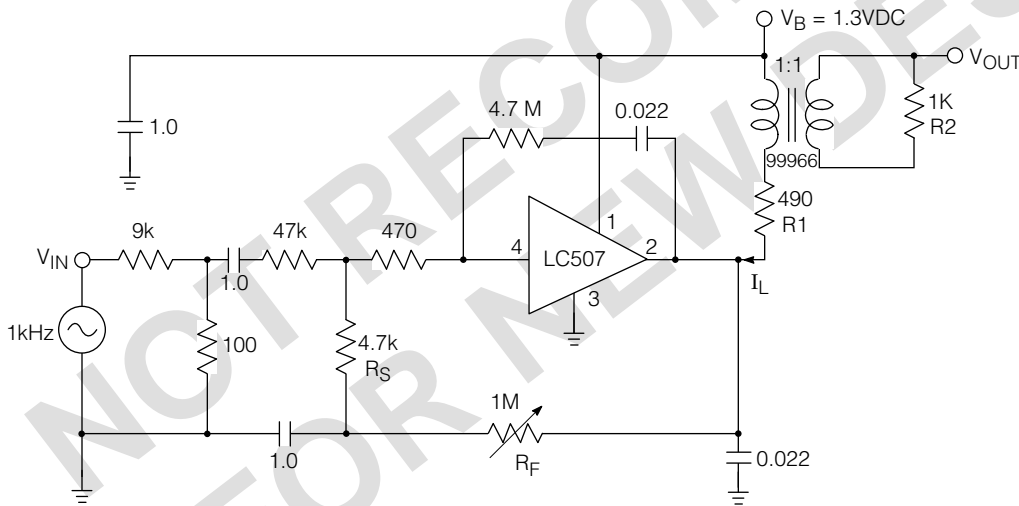 V_B = 1.3VDC
1:1
V_OUT
4.7 M
0.022
1.0
1K
R2
99966
490
R1
9k
47k
470
1
4
LC507
2
V_IN
1.0
3
I_L
1kHz
100
4.7k
R_S
1M
1.0
R_F
0.022
NOT RECOM
FOR NEW DES